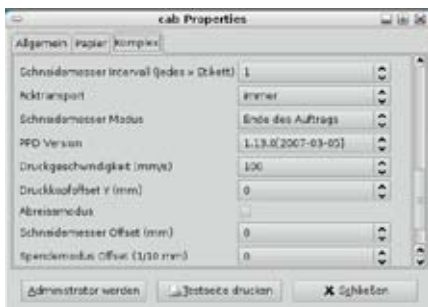 cab Properties
Allgemein Papier Komplex
Schneidemesser Intervall (jedes x Etikett) 1
Rücktransport immer
Schneidemesser Modus Ende des Auftrags
PPD Version 1.13.0[2007-03-05]
Druckgeschwindigkeit (mm/s) 100
Druckkopfoffset Y (mm) 0
Abreissmodus
Schneidemesser Offset (mm) 0
Spendemodus Offset (1/10 mm) 0
Administrator werden Testseite drucken Schließen